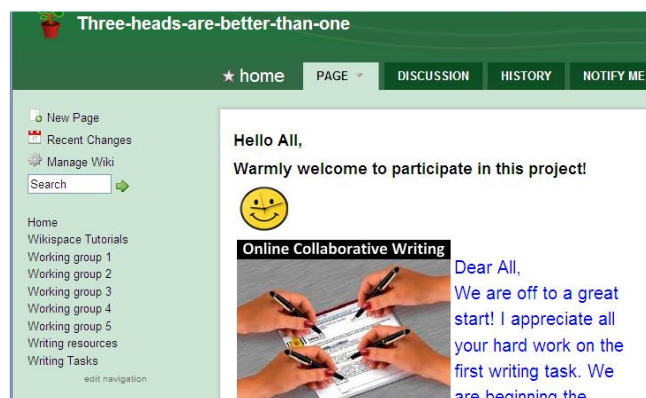 Three-heads-are-better-than-one
home
PAGE
DISCUSSION
HISTORY
NOTIFY ME
New Page
Recent Changes
Manage Wiki
Search
Home
Wikispace Tutorials
Working group 1
Working group 2
Working group 3
Working group 4
Working group 5
Writing resources
Writing Tasks
edit navigation
Hello All,
Warmly welcome to participate in this project!
Online Collaborative Writing
Dear All,
We are off to a great
start! I appreciate all
your hard work on the
first writing task. We
are beginning the